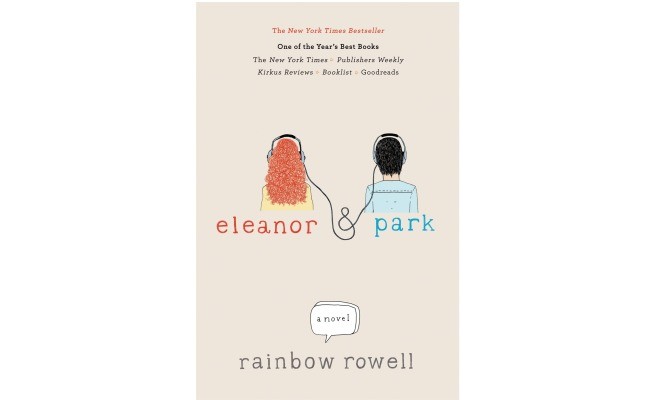 The New York Times Bestseller
One of the Year's Best Books
The New York Times » Publishers Weekly
Kirkus Reviews » Booklist » Goodreads
eleanor & park
a novel
rainbow rowell